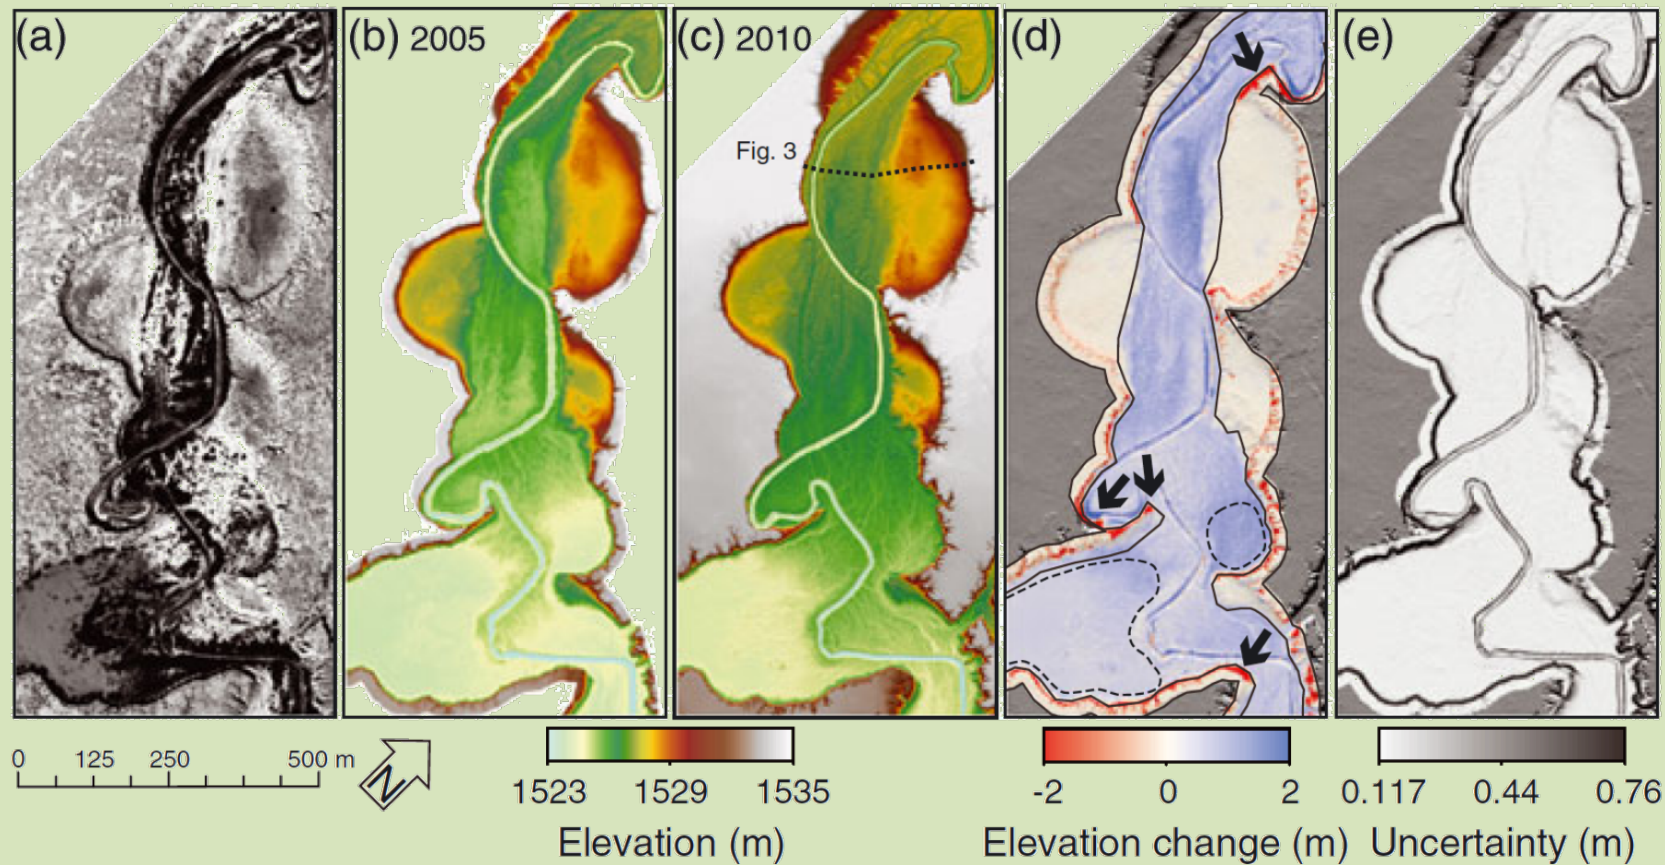 (a)
(b) 2005
(c) 2010
(d)
(e)
Fig. 3
0 125 250 500 m
N
1523 1529 1535
Elevation (m)
-2 0 2
Elevation change (m)
0.117 0.44 0.76
Uncertainty (m)